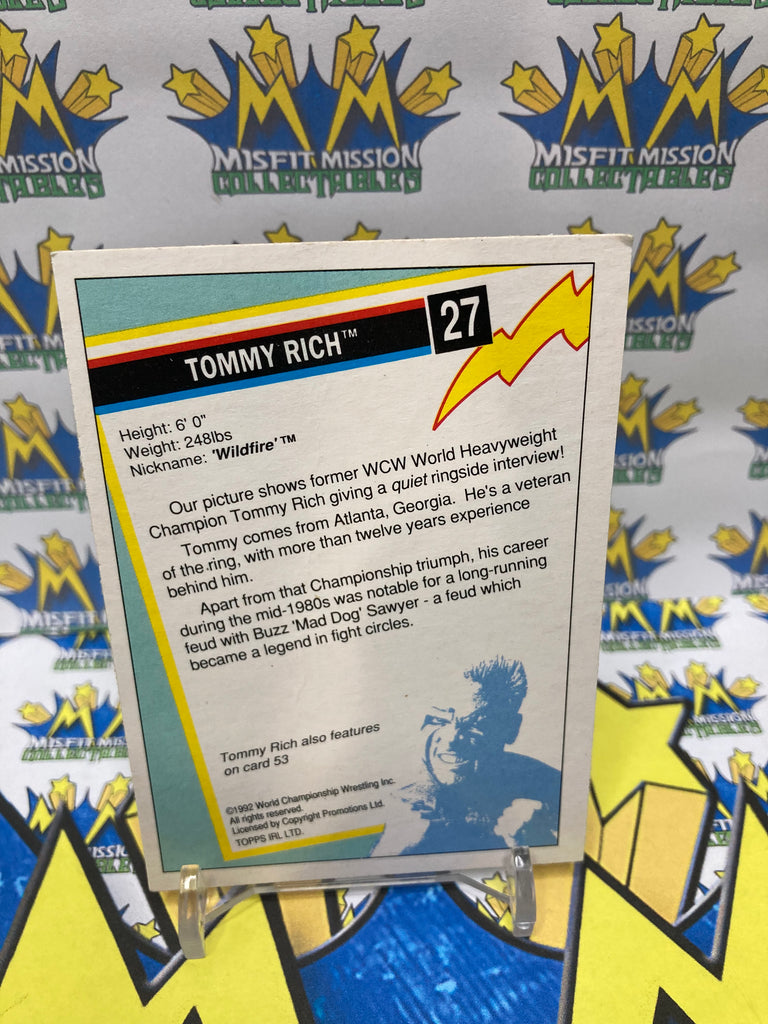 MISFIT MISSION
COLLECTABLES
MISFIT MISSION
COLLECTABLES
TOMMY RICH™
27
Height: 6' 0"
Weight: 248lbs
Nickname: 'Wildfire'™
Our picture shows former WCW World Heavyweight
Champion Tommy Rich giving a quiet ringside interview!
Tommy comes from Atlanta, Georgia. He's a veteran
of the ring, with more than twelve years experience
behind him.
Apart from that Championship triumph, his career
during the mid-1980s was notable for a long-running
feud with Buzz 'Mad Dog' Sawyer - a feud which
became a legend in fight circles.
Tommy Rich also features
on card 53
©1992 World Championship Wrestling Inc.
All rights reserved.
Licensed by Copyright Promotions Ltd.
TOPPS IRL LTD.